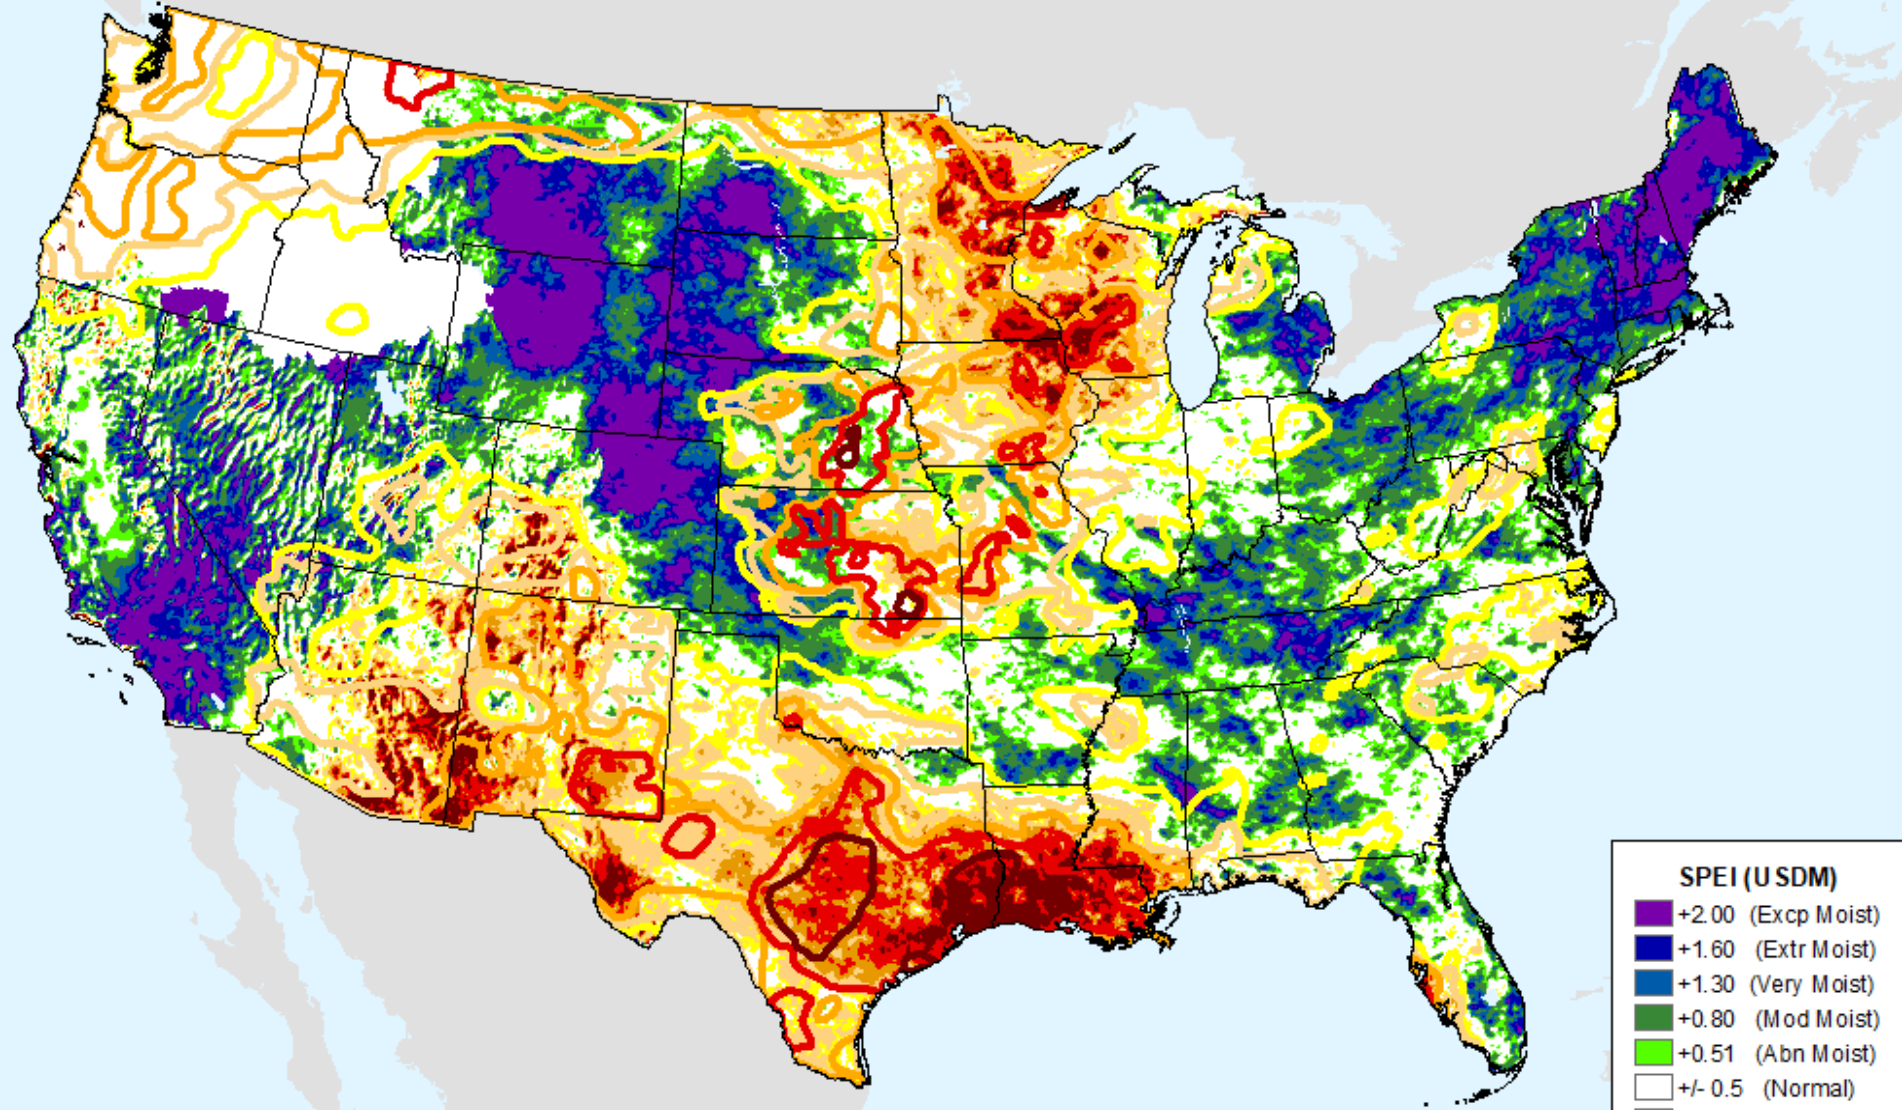 SPEI (USDM)
+2.00 (Excp Moist)
+1.60 (Extr Moist)
+1.30 (Very Moist)
+0.80 (Mod Moist)
+0.51 (Abn Moist)
+/- 0.5 (Normal)